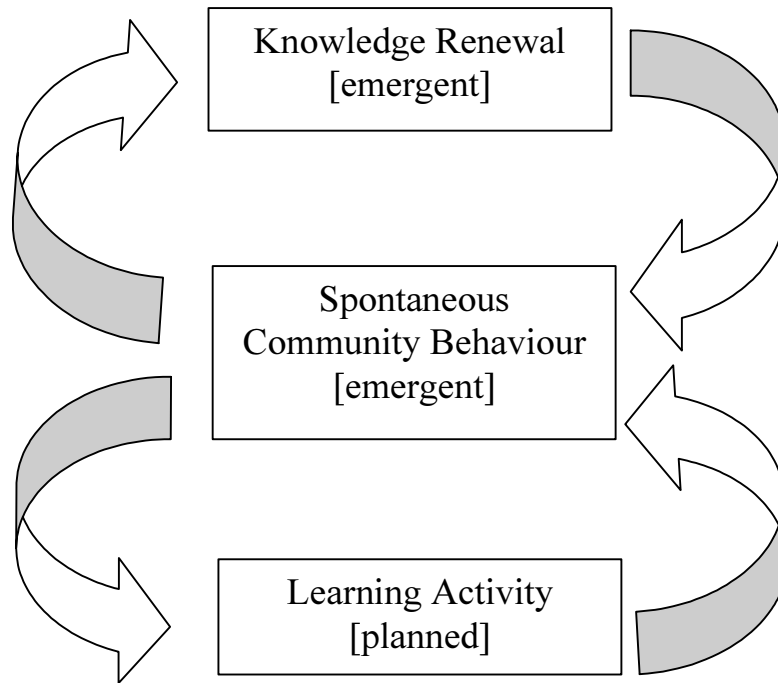 Knowledge Renewal
[emergent]
Spontaneous
Community Behaviour
[emergent]
Learning Activity
[planned]